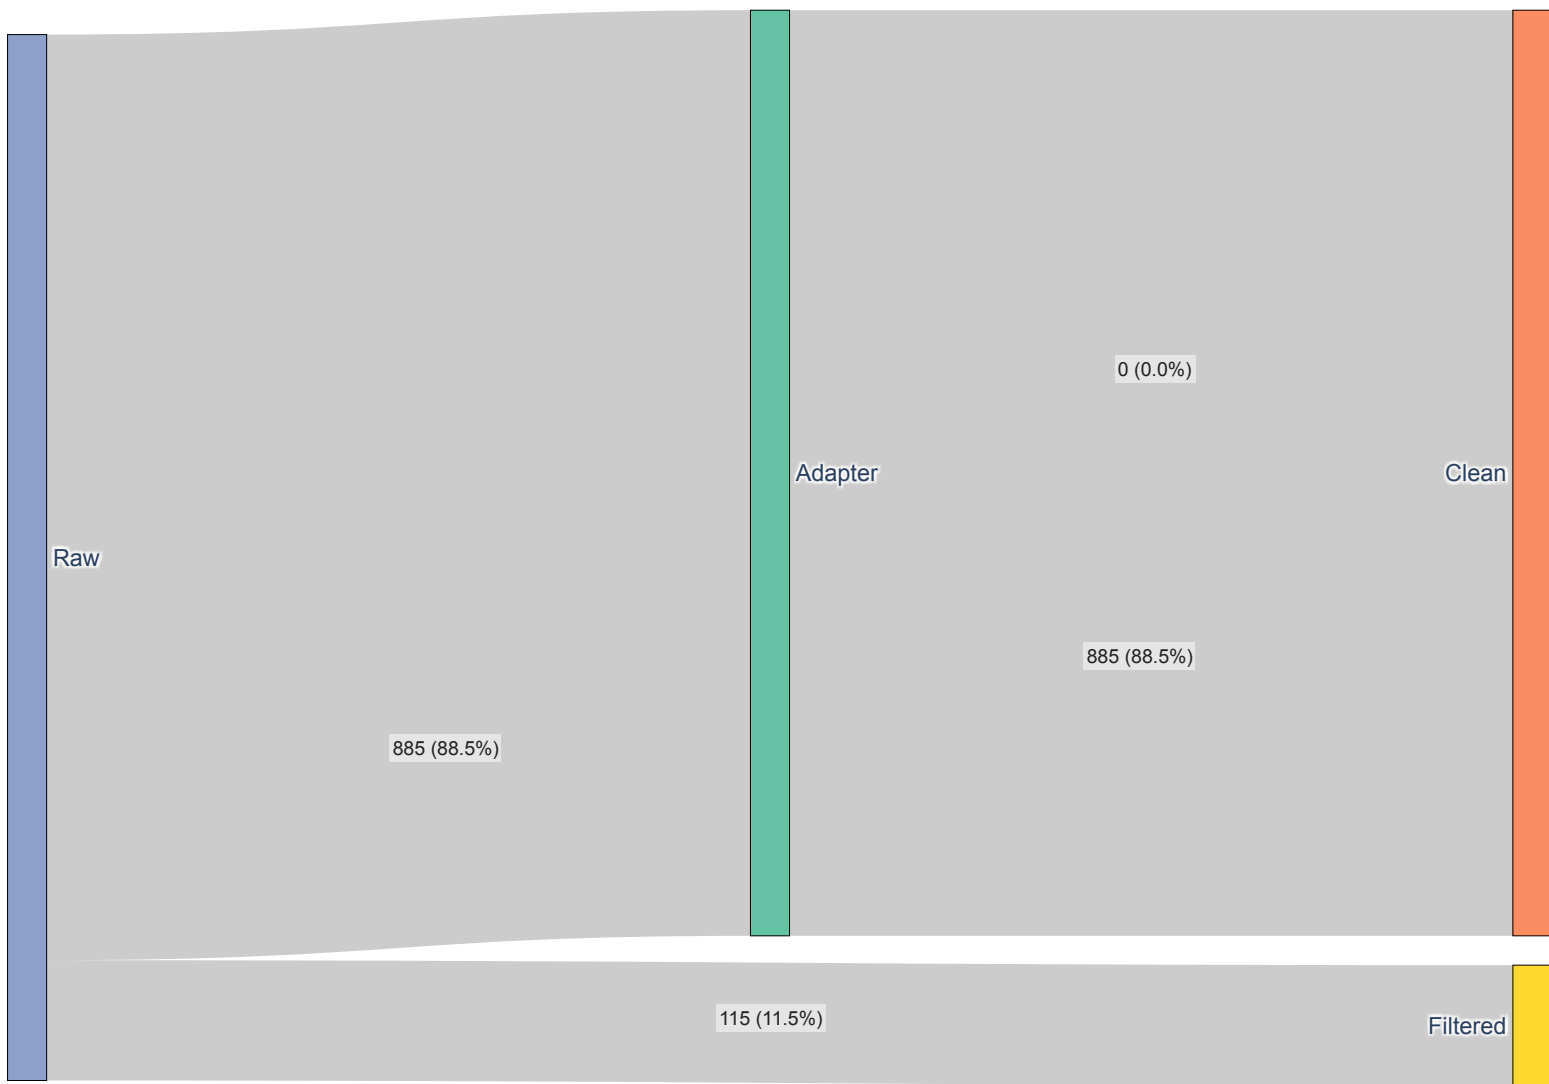 0 (0.0%)
Adapter
Clean
Raw
885 (88.5%)
885 (88.5%)
115 (11.5%)
Filtered